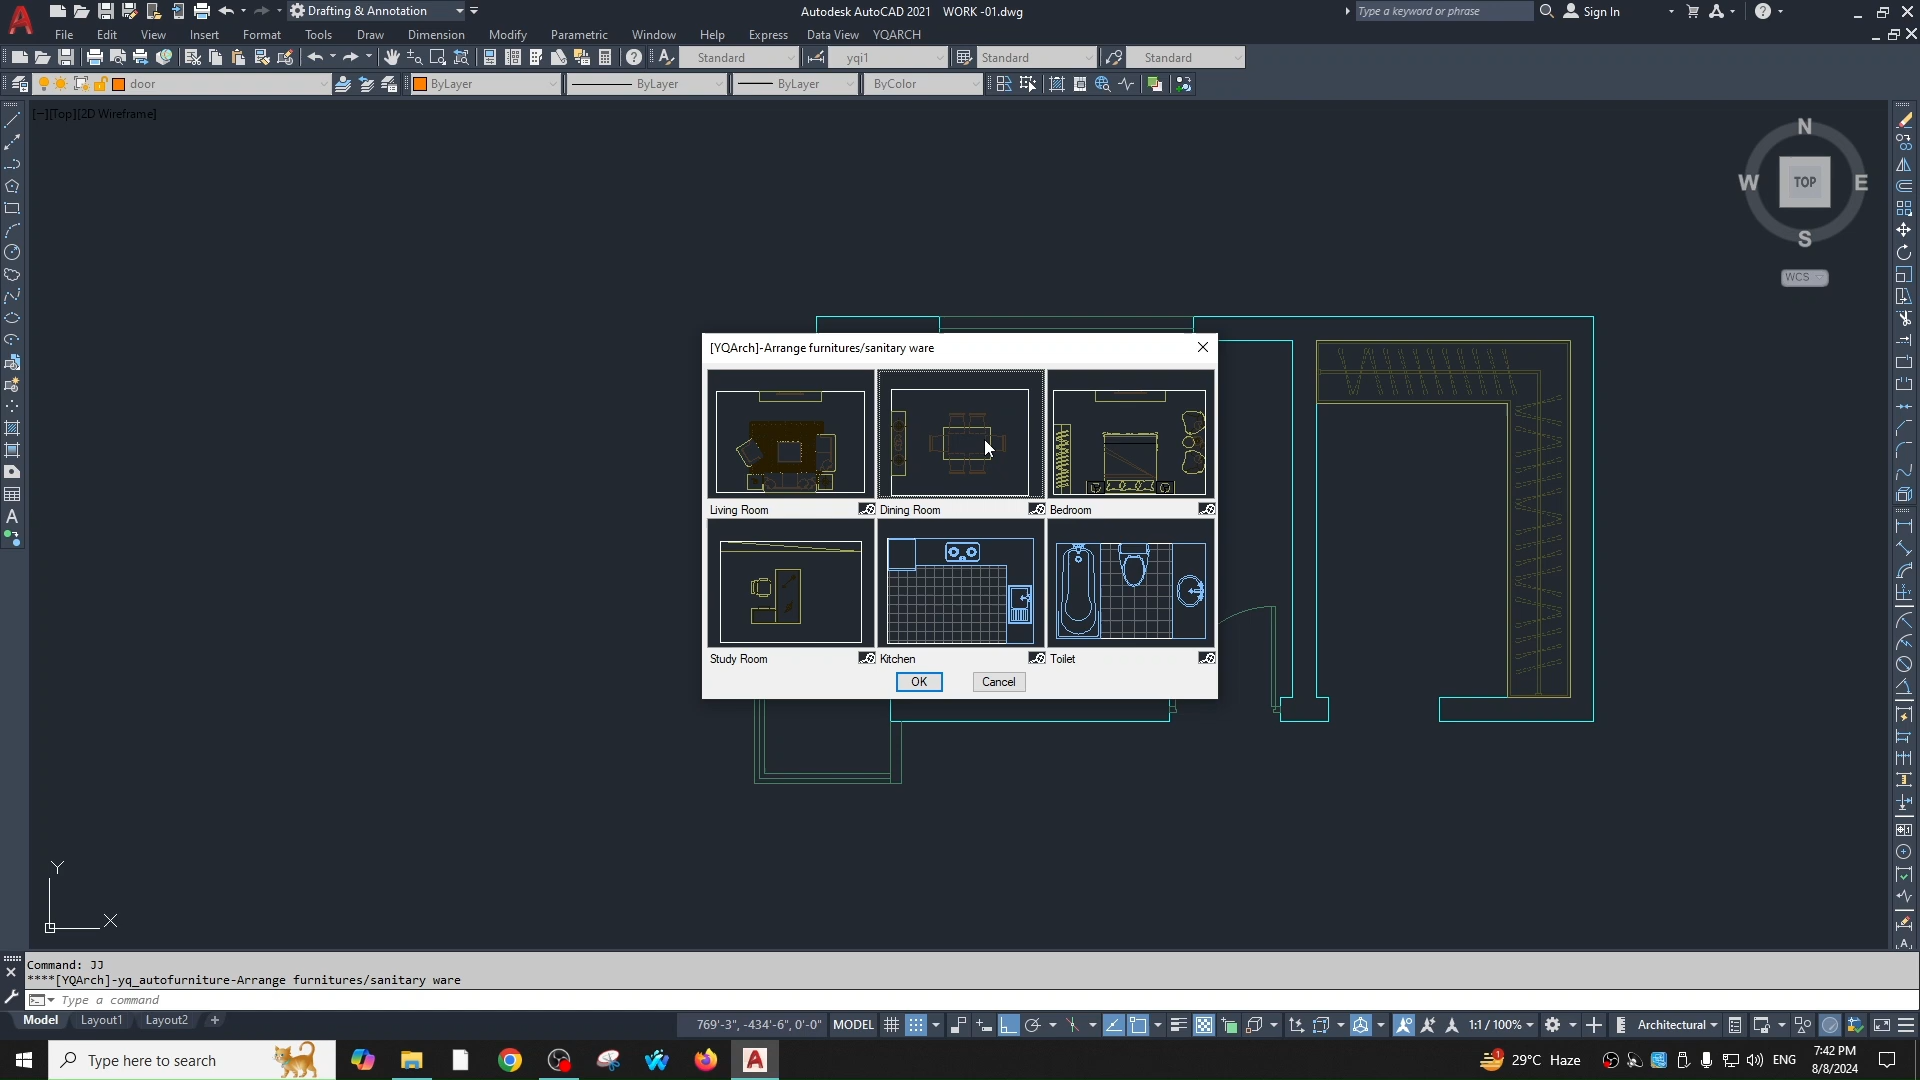 Drafting & Annotation
Autodesk AutoCAD 2021 WORK -01.dwg
Type a keyword or phrase
Sign In
File Edit View Insert Format Tools Draw Dimension Modify Parametric Window Help Express Data View YQARCH
Standard yqi1 Standard Standard
door ByLayer ByLayer ByLayer ByColor
[−][Top][2D Wireframe]
N
W TOP E
S
WCS
[YQArch]-Arrange furnitures/sanitary ware
Living Room Dining Room Bedroom
Study Room Kitchen Toilet
OK Cancel
Y
X
Command: JJ
****[YQArch]-yq_autofurniture-Arrange furnitures/sanitary ware
Type a command
Model Layout1 Layout2 +
769'-3", -434'-6", 0'-0" MODEL 1:1 / 100% Architectural
Type here to search
29°C Haze
ENG
7:42 PM
8/8/2024